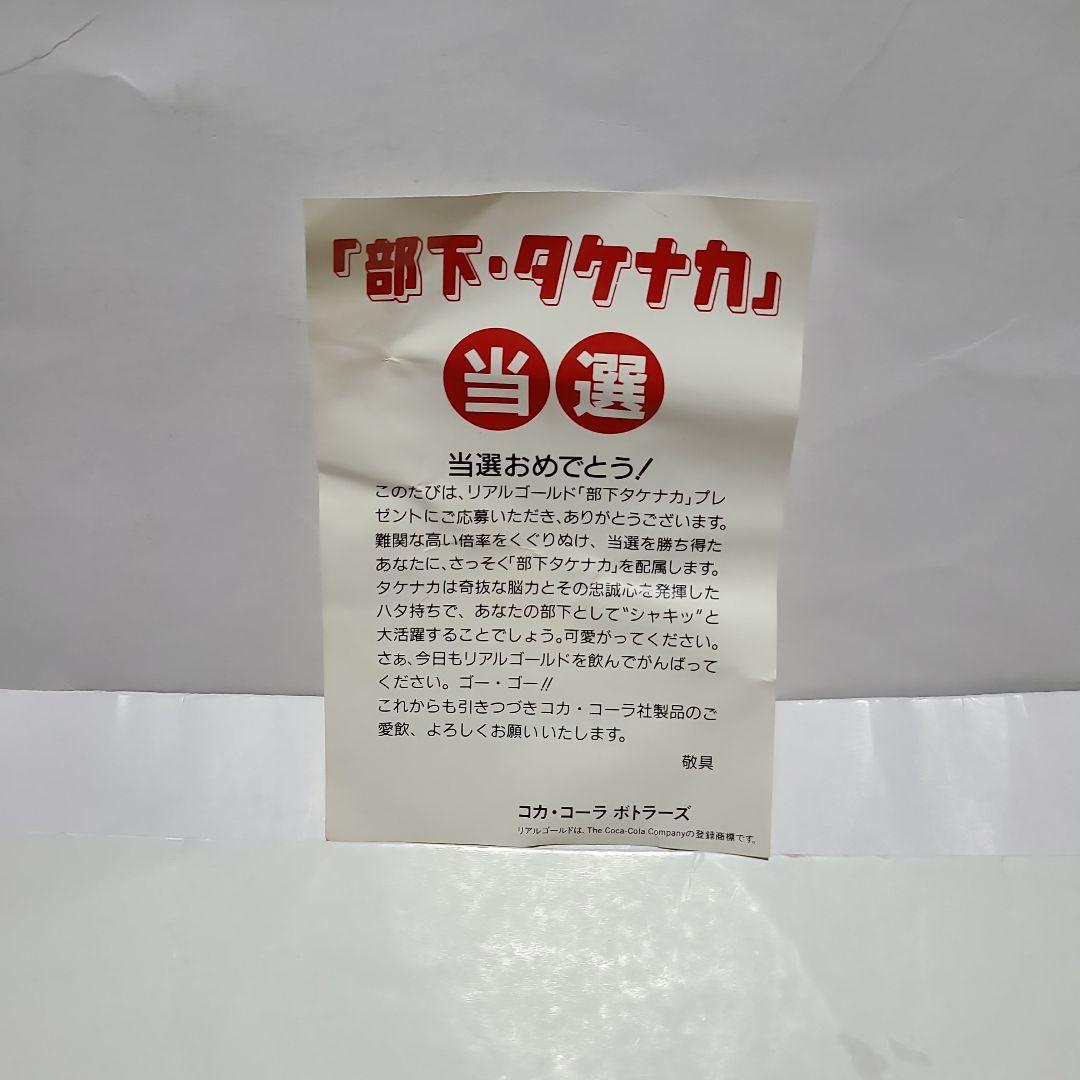 「部下・タケナカ」
当選
当選おめでとう!
このたびは、リアルゴールド「部下タケナカ」プレ
ゼントにご応募いただき、ありがとうございます。
難関な高い倍率をくぐりぬけ、当選を勝ち得た
あなたに、さっそく「部下タケナカ」を配属します。
タケナカは奇抜な脳力とその忠誠心を発揮した
ハタ持ちで、あなたの部下として"シャキッ"と
大活躍することでしょう。可愛がってください。
さぁ、今日もリアルゴールドを飲んでがんばって
ください。ゴー・ゴー!!
これからも引きつづきコカ・コーラ社製品のご
愛飲、よろしくお願いいたします。
敬具
コカ・コーラ ボトラーズ
リアルゴールドは、The Coca-Cola Companyの登録商標です。